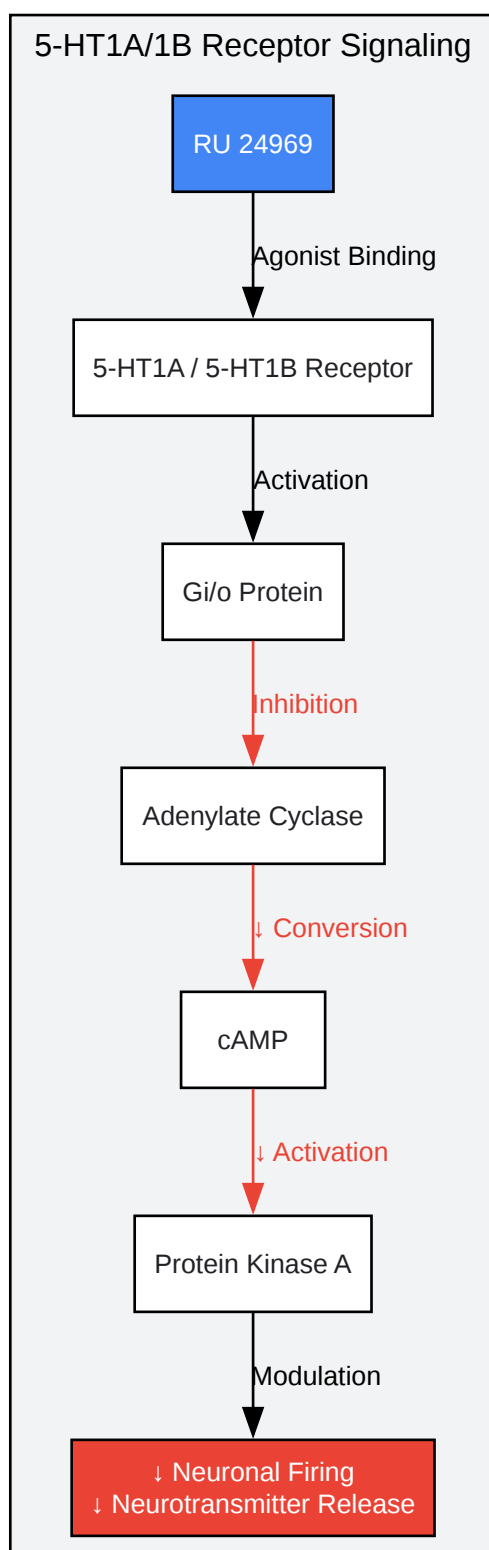 5-HT1A/1B Receptor Signaling
RU 24969
Agonist Binding
5-HT1A / 5-HT1B Receptor
Activation
Gi/o Protein
Inhibition
Adenylate Cyclase
↓ Conversion
cAMP
↓ Activation
Protein Kinase A
Modulation
↓ Neuronal Firing
↓ Neurotransmitter Release